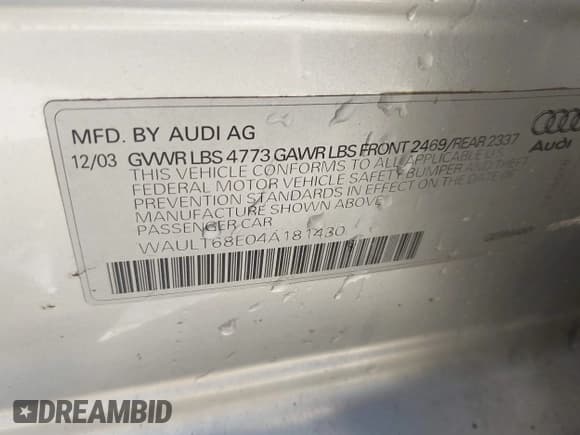 MFD. BY AUDI AG
12/03 GVWR LBS 4773 GAWR LBS FRONT 2469/REAR 2337
THIS VEHICLE CONFORMS TO ALL APPLICABLE U.S.
FEDERAL MOTOR VEHICLE SAFETY BUMPER AND THEFT
PREVENTION STANDARDS IN EFFECT ON THE DATE OF
MANUFACTURE SHOWN ABOVE
PASSENGER CAR
WAULT68E04A181430
Audi
DREAMBID